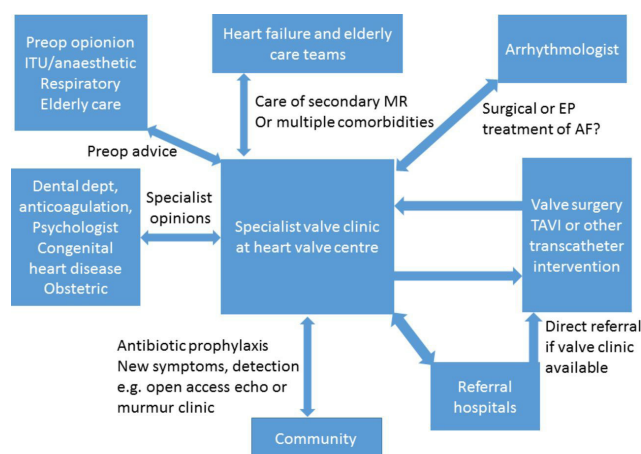 Preop opionion
ITU/anaesthetic
Respiratory
Elderly care
Heart failure and elderly
care teams
Arrhythmologist
Care of secondary MR
Or multiple comorbidities
Surgical or EP
treatment of AF?
Preop advice
Dental dept,
anticoagulation,
Psychologist
Congenital
heart disease
Obstetric
Specialist
opinions
Specialist valve clinic
at heart valve centre
Valve surgery
TAVI or other
transcatheter
intervention
Antibiotic prophylaxis
New symptoms, detection
e.g. open access echo or
murmur clinic
Direct referral
if valve clinic
available
Referral
hospitals
Community